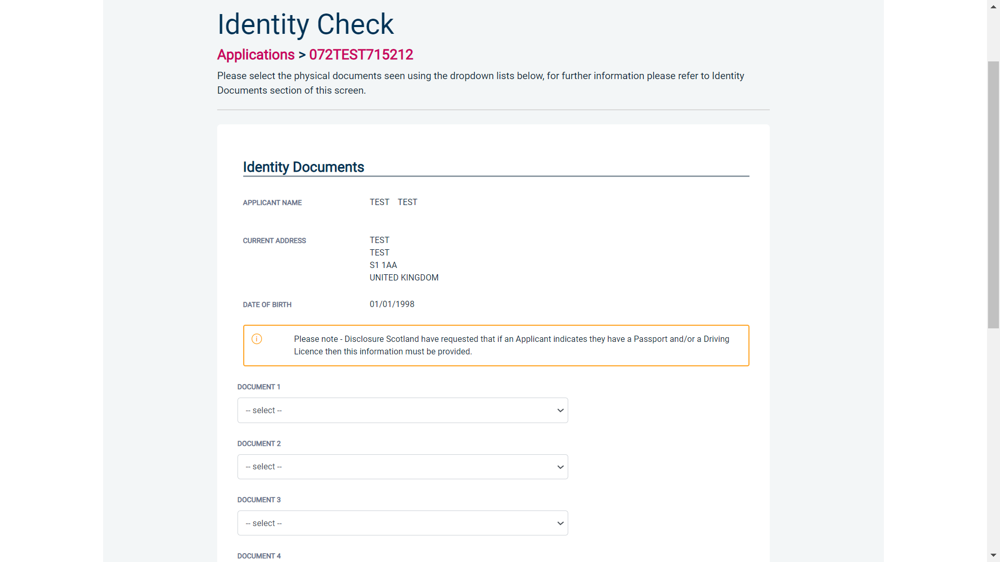 Identity Check
Applications > 072TEST715212
Please select the physical documents seen using the dropdown lists below, for further information please refer to Identity
Documents section of this screen.
Identity Documents
APPLICANT NAME TEST TEST
CURRENT ADDRESS TEST
TEST
S1 1AA
UNITED KINGDOM
DATE OF BIRTH 01/01/1998
Please note - Disclosure Scotland have requested that if an Applicant indicates they have a Passport and/or a Driving
Licence then this information must be provided.
DOCUMENT 1
-- select --
DOCUMENT 2
-- select --
DOCUMENT 3
-- select --
DOCUMENT 4